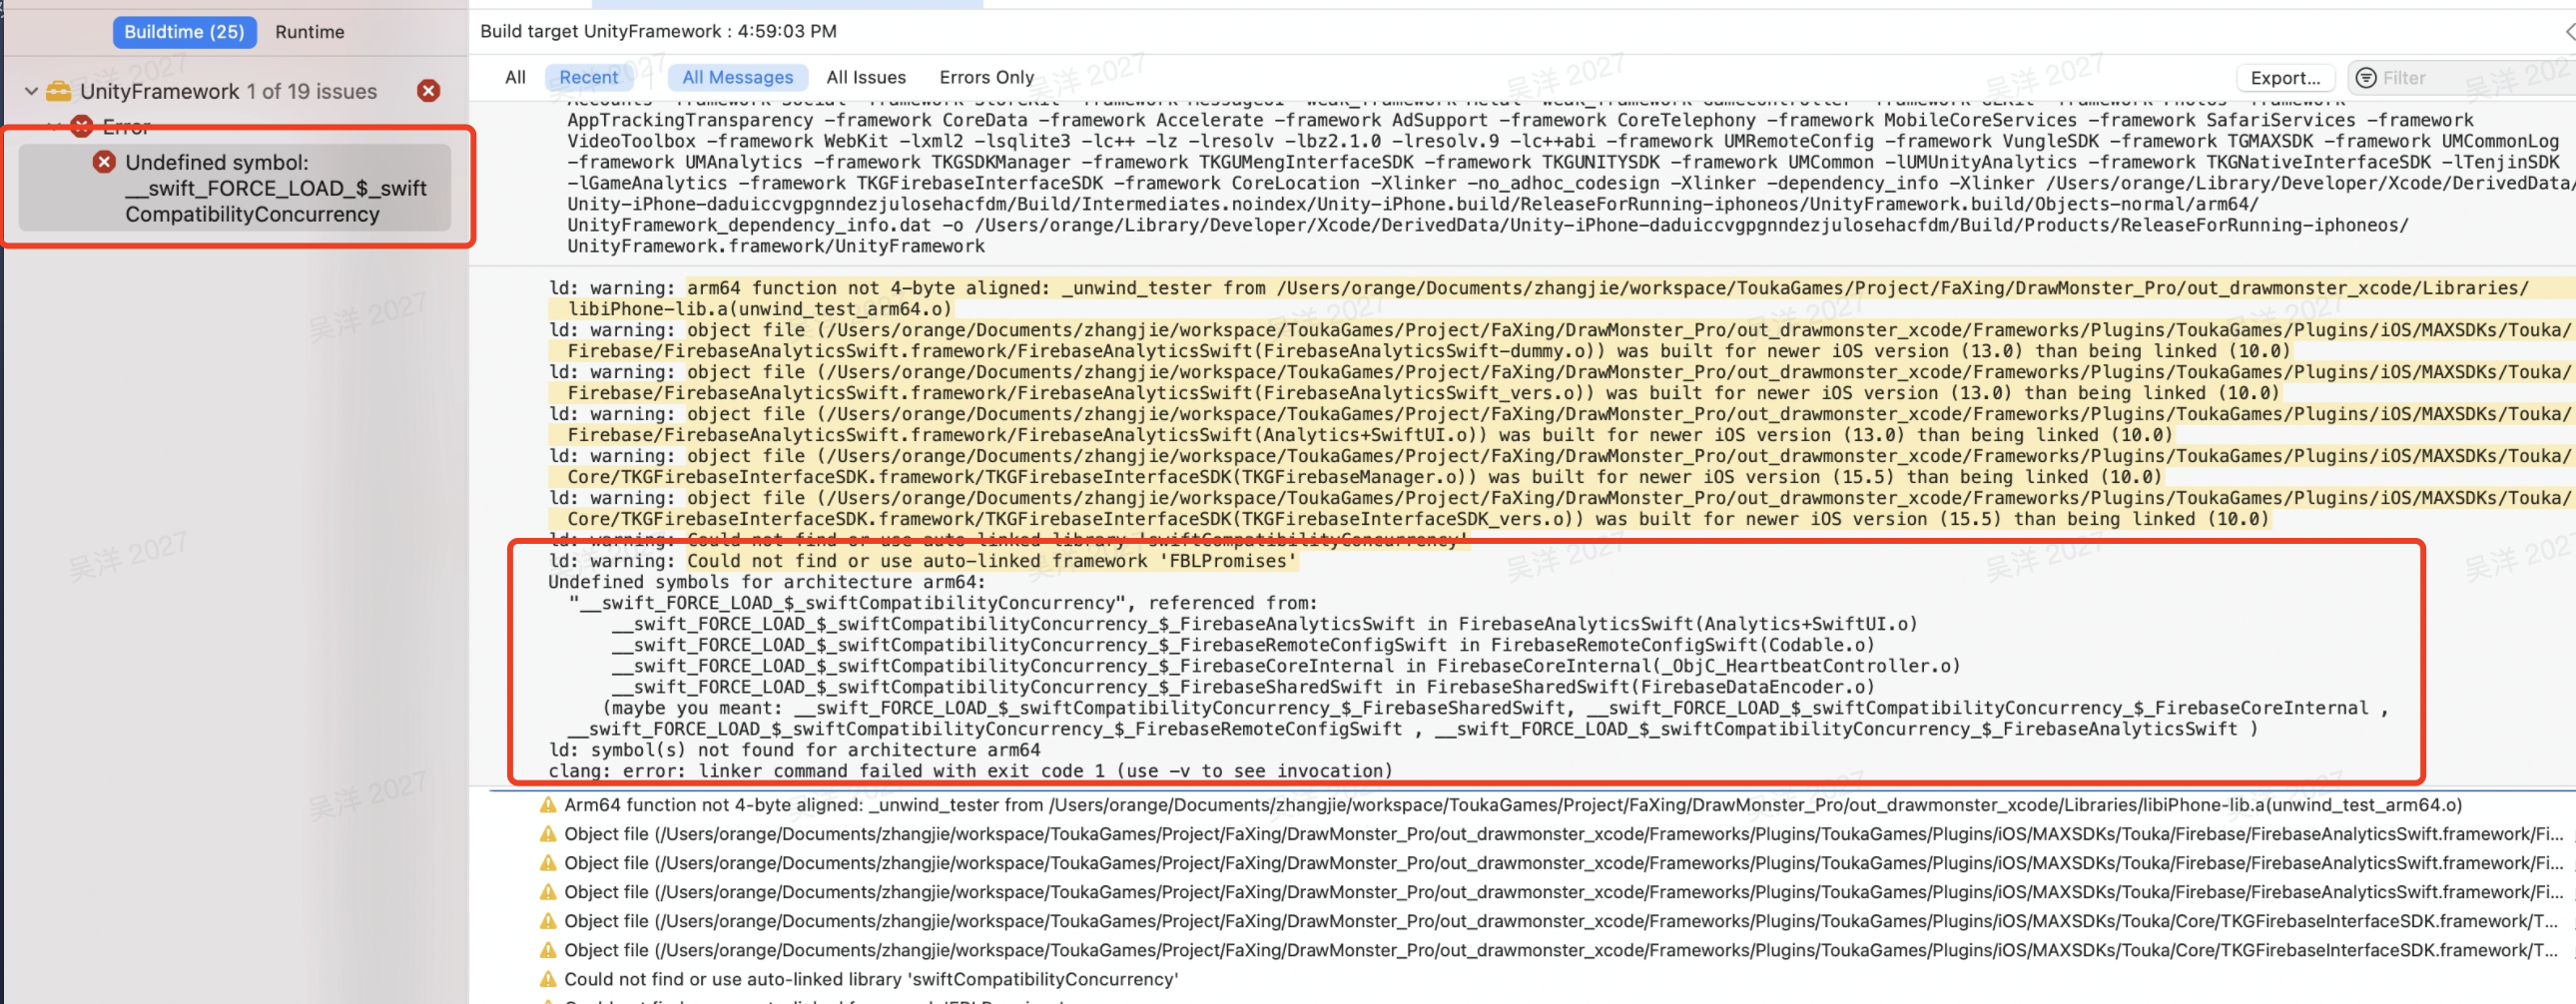 Buildtime (25) Runtime
UnityFramework 1 of 19 issues
Error
Undefined symbol:
__swift_FORCE_LOAD_$_swift
CompatibilityConcurrency
Build target UnityFramework : 4:59:03 PM
All Recent All Messages All Issues Errors Only Export... Filter
AppTrackingTransparency -framework CoreData -framework Accelerate -framework AdSupport -framework CoreTelephony -framework MobileCoreServices -framework SafariServices -framework
VideoToolbox -framework WebKit -lxml2 -lsqlite3 -lc++ -lz -lresolv -lbz2.1.0 -lresolv.9 -lc++abi -framework UMRemoteConfig -framework VungleSDK -framework TGMAXSDK -framework UMCommonLog
-framework UMAnalytics -framework TKGSDKManager -framework TKGUMengInterfaceSDK -framework TKGUNITYSDK -framework UMCommon -lUMUnityAnalytics -framework TKGNativeInterfaceSDK -lTenjinSDK
-lGameAnalytics -framework TKGFirebaseInterfaceSDK -framework CoreLocation -Xlinker -no_adhoc_codesign -Xlinker -dependency_info -Xlinker /Users/orange/Library/Developer/Xcode/DerivedData/
Unity-iPhone-daduiccvgpgnndezjulosehacfdm/Build/Intermediates.noindex/Unity-iPhone.build/ReleaseForRunning-iphoneos/UnityFramework.build/Objects-normal/arm64/
UnityFramework_dependency_info.dat -o /Users/orange/Library/Developer/Xcode/DerivedData/Unity-iPhone-daduiccvgpgnndezjulosehacfdm/Build/Products/ReleaseForRunning-iphoneos/
UnityFramework.framework/UnityFramework
ld: warning: arm64 function not 4-byte aligned: _unwind_tester from /Users/orange/Documents/zhangjie/workspace/ToukaGames/Project/FaXing/DrawMonster_Pro/out_drawmonster_xcode/Libraries/
libiPhone-lib.a(unwind_test_arm64.o)
ld: warning: object file (/Users/orange/Documents/zhangjie/workspace/ToukaGames/Project/FaXing/DrawMonster_Pro/out_drawmonster_xcode/Frameworks/Plugins/ToukaGames/Plugins/iOS/MAXSDKs/Touka/
Firebase/FirebaseAnalyticsSwift.framework/FirebaseAnalyticsSwift(FirebaseAnalyticsSwift-dummy.o)) was built for newer iOS version (13.0) than being linked (10.0)
ld: warning: object file (/Users/orange/Documents/zhangjie/workspace/ToukaGames/Project/FaXing/DrawMonster_Pro/out_drawmonster_xcode/Frameworks/Plugins/ToukaGames/Plugins/iOS/MAXSDKs/Touka/
Firebase/FirebaseAnalyticsSwift.framework/FirebaseAnalyticsSwift(FirebaseAnalyticsSwift_vers.o)) was built for newer iOS version (13.0) than being linked (10.0)
ld: warning: object file (/Users/orange/Documents/zhangjie/workspace/ToukaGames/Project/FaXing/DrawMonster_Pro/out_drawmonster_xcode/Frameworks/Plugins/ToukaGames/Plugins/iOS/MAXSDKs/Touka/
Firebase/FirebaseAnalyticsSwift.framework/FirebaseAnalyticsSwift(Analytics+SwiftUI.o)) was built for newer iOS version (13.0) than being linked (10.0)
ld: warning: object file (/Users/orange/Documents/zhangjie/workspace/ToukaGames/Project/FaXing/DrawMonster_Pro/out_drawmonster_xcode/Frameworks/Plugins/ToukaGames/Plugins/iOS/MAXSDKs/Touka/
Core/TKGFirebaseInterfaceSDK.framework/TKGFirebaseInterfaceSDK(TKGFirebaseManager.o)) was built for newer iOS version (15.5) than being linked (10.0)
ld: warning: object file (/Users/orange/Documents/zhangjie/workspace/ToukaGames/Project/FaXing/DrawMonster_Pro/out_drawmonster_xcode/Frameworks/Plugins/ToukaGames/Plugins/iOS/MAXSDKs/Touka/
Core/TKGFirebaseInterfaceSDK.framework/TKGFirebaseInterfaceSDK(TKGFirebaseInterfaceSDK_vers.o)) was built for newer iOS version (15.5) than being linked (10.0)
ld: warning: Could not find or use auto-linked library 'swiftCompatibilityConcurrency'
ld: warning: Could not find or use auto-linked framework 'FBLPromises'
Undefined symbols for architecture arm64:
"__swift_FORCE_LOAD_$_swiftCompatibilityConcurrency", referenced from:
__swift_FORCE_LOAD_$_swiftCompatibilityConcurrency_$_FirebaseAnalyticsSwift in FirebaseAnalyticsSwift(Analytics+SwiftUI.o)
__swift_FORCE_LOAD_$_swiftCompatibilityConcurrency_$_FirebaseRemoteConfigSwift in FirebaseRemoteConfigSwift(Codable.o)
__swift_FORCE_LOAD_$_swiftCompatibilityConcurrency_$_FirebaseCoreInternal in FirebaseCoreInternal(_ObjC_HeartbeatController.o)
__swift_FORCE_LOAD_$_swiftCompatibilityConcurrency_$_FirebaseSharedSwift in FirebaseSharedSwift(FirebaseDataEncoder.o)
(maybe you meant: __swift_FORCE_LOAD_$_swiftCompatibilityConcurrency_$_FirebaseSharedSwift, __swift_FORCE_LOAD_$_swiftCompatibilityConcurrency_$_FirebaseCoreInternal ,
__swift_FORCE_LOAD_$_swiftCompatibilityConcurrency_$_FirebaseRemoteConfigSwift , __swift_FORCE_LOAD_$_swiftCompatibilityConcurrency_$_FirebaseAnalyticsSwift )
ld: symbol(s) not found for architecture arm64
clang: error: linker command failed with exit code 1 (use -v to see invocation)
Arm64 function not 4-byte aligned: _unwind_tester from /Users/orange/Documents/zhangjie/workspace/ToukaGames/Project/FaXing/DrawMonster_Pro/out_drawmonster_xcode/Libraries/libiPhone-lib.a(unwind_test_arm64.o)
Object file (/Users/orange/Documents/zhangjie/workspace/ToukaGames/Project/FaXing/DrawMonster_Pro/out_drawmonster_xcode/Frameworks/Plugins/ToukaGames/Plugins/iOS/MAXSDKs/Touka/Firebase/FirebaseAnalyticsSwift.framework/Fi...
Object file (/Users/orange/Documents/zhangjie/workspace/ToukaGames/Project/FaXing/DrawMonster_Pro/out_drawmonster_xcode/Frameworks/Plugins/ToukaGames/Plugins/iOS/MAXSDKs/Touka/Firebase/FirebaseAnalyticsSwift.framework/Fi...
Object file (/Users/orange/Documents/zhangjie/workspace/ToukaGames/Project/FaXing/DrawMonster_Pro/out_drawmonster_xcode/Frameworks/Plugins/ToukaGames/Plugins/iOS/MAXSDKs/Touka/Firebase/FirebaseAnalyticsSwift.framework/Fi...
Object file (/Users/orange/Documents/zhangjie/workspace/ToukaGames/Project/FaXing/DrawMonster_Pro/out_drawmonster_xcode/Frameworks/Plugins/ToukaGames/Plugins/iOS/MAXSDKs/Touka/Core/TKGFirebaseInterfaceSDK.framework/T...
Object file (/Users/orange/Documents/zhangjie/workspace/ToukaGames/Project/FaXing/DrawMonster_Pro/out_drawmonster_xcode/Frameworks/Plugins/ToukaGames/Plugins/iOS/MAXSDKs/Touka/Core/TKGFirebaseInterfaceSDK.framework/T...
Could not find or use auto-linked library 'swiftCompatibilityConcurrency'
吴洋 2027